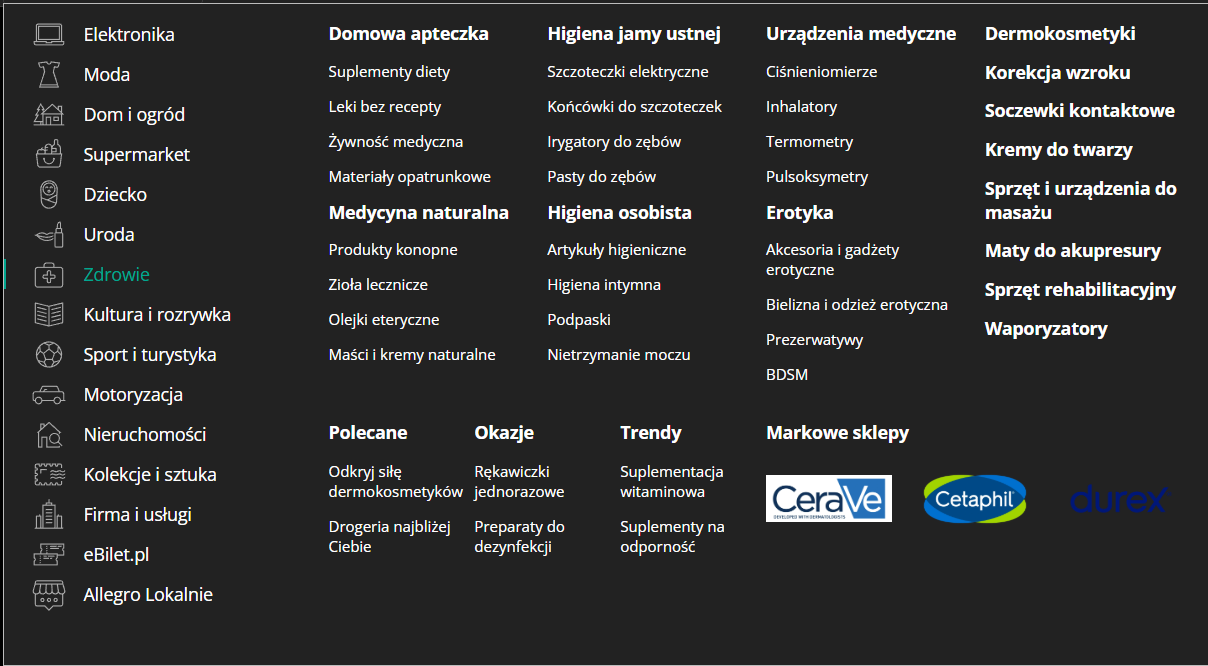 Elektronika
Moda
Dom i ogród
Supermarket
Dziecko
Uroda
Zdrowie
Kultura i rozrywka
Sport i turystyka
Motoryzacja
Nieruchomości
Kolekcje i sztuka
Firma i usługi
eBilet.pl
Allegro Lokalnie
Domowa apteczka
Suplementy diety
Leki bez recepty
Żywność medyczna
Materiały opatrunkowe
Medycyna naturalna
Produkty konopne
Zioła lecznicze
Olejki eteryczne
Maści i kremy naturalne
Higiena jamy ustnej
Szczoteczki elektryczne
Końcówki do szczoteczek
Irygatory do zębów
Pasty do zębów
Higiena osobista
Artykuły higieniczne
Higiena intymna
Podpaski
Nietrzymanie moczu
Urządzenia medyczne
Ciśnieniomierze
Inhalatory
Termometry
Pulsoksymetry
Erotyka
Akcesoria i gadżety
erotyczne
Bielizna i odzież erotyczna
Prezerwatywy
BDSM
Dermokosmetyki
Korekcja wzroku
Soczewki kontaktowe
Kremy do twarzy
Sprzęt i urządzenia do
masażu
Maty do akupresury
Sprzęt rehabilitacyjny
Waporyzatory
Polecane
Odkryj siłę
dermokosmetyków
Drogeria najbliżej
Ciebie
Okazje
Rękawiczki
jednorazowe
Preparaty do
dezynfekcji
Trendy
Suplementacja
witaminowa
Suplementy na
odporność
Markowe sklepy
CeraVe
DEVELOPED WITH DERMATOLOGISTS
Cetaphil
durex